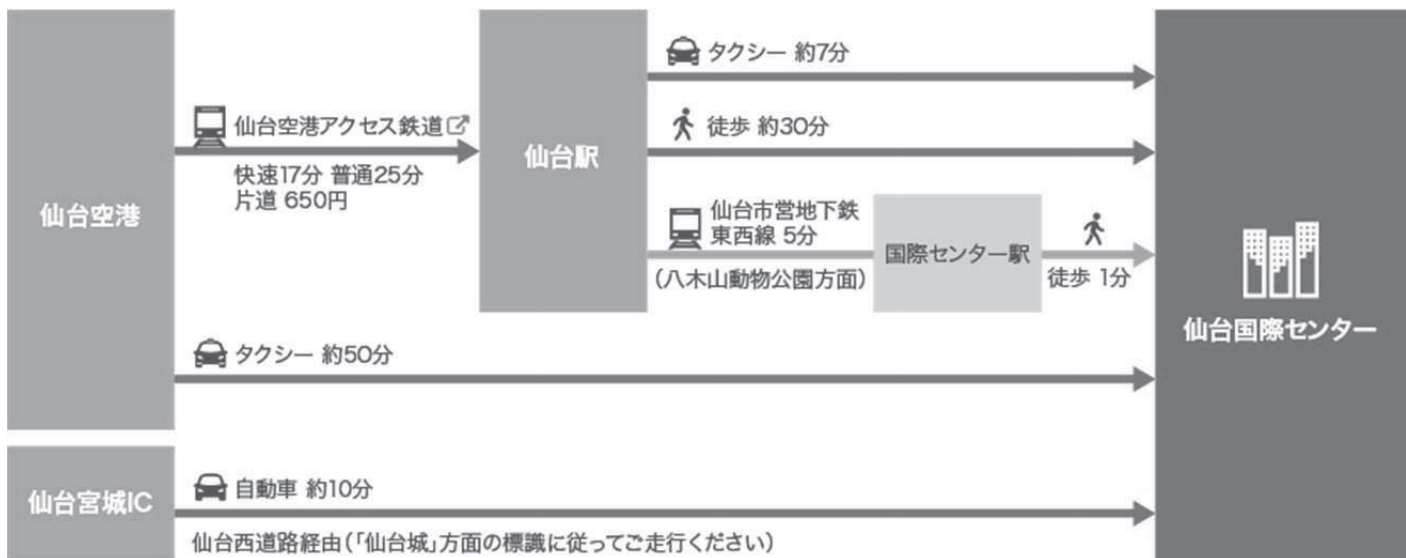 仙台空港
仙台空港アクセス鉄道
快速17分 普通25分
片道 650円
仙台駅
タクシー 約7分
徒歩 約30分
仙台市営地下鉄
東西線 5分
（八木山動物公園方面）
国際センター駅
徒歩 1分
タクシー 約50分
仙台宮城IC
自動車 約10分
仙台西道路経由（「仙台城」方面の標識に従ってご走行ください）
仙台国際センター